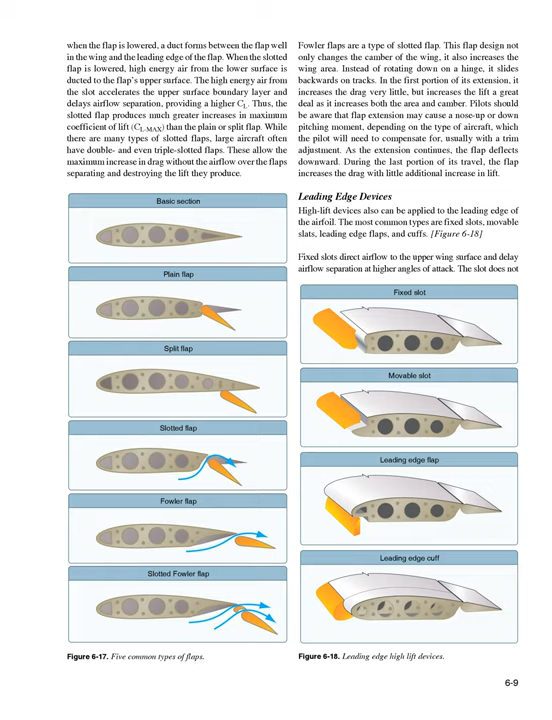 when the flap is lowered, a duct forms between the flap well
in the wing and the leading edge of the flap. When the slotted
flap is lowered, high energy air from the lower surface is
ducted to the flap's upper surface. The high energy air from
the slot accelerates the upper surface boundary layer and
delays airflow separation, providing a higher CL. Thus, the
slotted flap produces much greater increases in maximum
coefficient of lift (CL-MAX) than the plain or split flap. While
there are many types of slotted flaps, large aircraft often
have double- and even triple-slotted flaps. These allow the
maximum increase in drag without the airflow over the flaps
separating and destroying the lift they produce.
Basic section
Plain flap
Split flap
Slotted flap
Fowler flap
Slotted Fowler flap
Figure 6-17. Five common types of flaps.
Fowler flaps are a type of slotted flap. This flap design not
only changes the camber of the wing, it also increases the
wing area. Instead of rotating down on a hinge, it slides
backwards on tracks. In the first portion of its extension, it
increases the drag very little, but increases the lift a great
deal as it increases both the area and camber. Pilots should
be aware that flap extension may cause a nose-up or down
pitching moment, depending on the type of aircraft, which
the pilot will need to compensate for, usually with a trim
adjustment. As the extension continues, the flap deflects
downward. During the last portion of its travel, the flap
increases the drag with little additional increase in lift.
Leading Edge Devices
High-lift devices also can be applied to the leading edge of
the airfoil. The most common types are fixed slots, movable
slats, leading edge flaps, and cuffs. [Figure 6-18]
Fixed slots direct airflow to the upper wing surface and delay
airflow separation at higher angles of attack. The slot does not
Fixed slot
Movable slot
Leading edge flap
Leading edge cuff
Figure 6-18. Leading edge high lift devices.
6-9